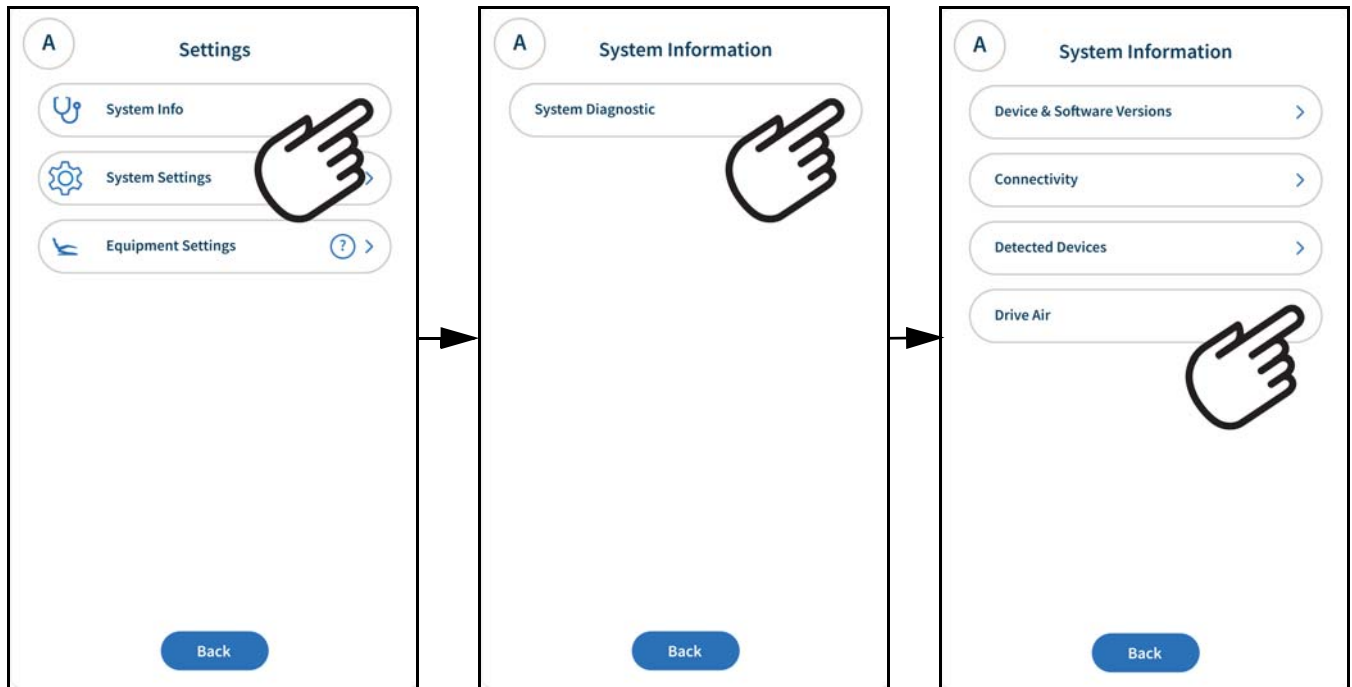 A
Settings
System Info
System Settings
Equipment Settings ?
Back
A
System Information
System Diagnostic
Back
A
System Information
Device & Software Versions
Connectivity
Detected Devices
Drive Air
Back